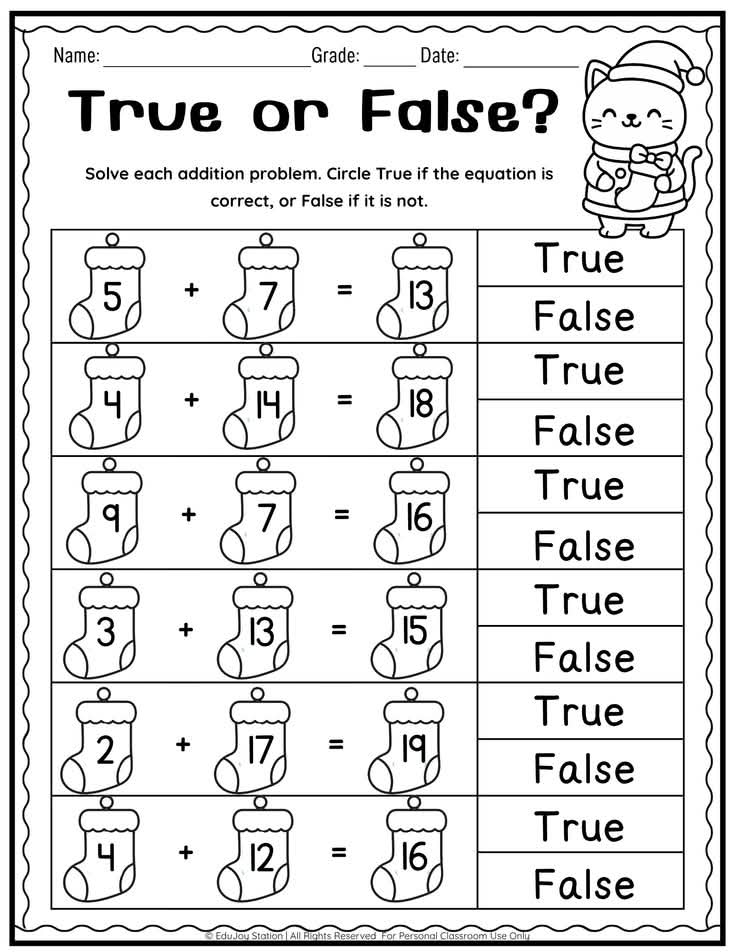 Name: ____________________Grade: _____ Date: ___________
True or False?
Solve each addition problem. Circle True if the equation is
correct, or False if it is not.
5 + 7 = 13
True
False
4 + 14 = 18
True
False
9 + 7 = 16
True
False
3 + 13 = 15
True
False
2 + 17 = 19
True
False
4 + 12 = 16
True
False
© EduJoy Station | All Rights Reserved For Personal Classroom Use Only